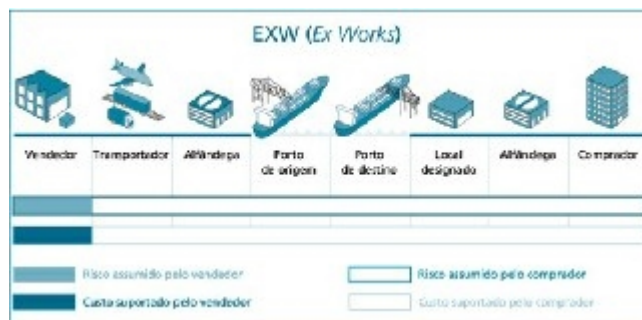 EXW (Ex Works)
Vendedor
Transportador
Alfândega
Porto
de origem
Porto
de destino
Local
designado
Alfândega
Comprador
Risco assumido pelo vendedor
Risco assumido pelo comprador
Custo suportado pelo vendedor
Custo suportado pelo comprador